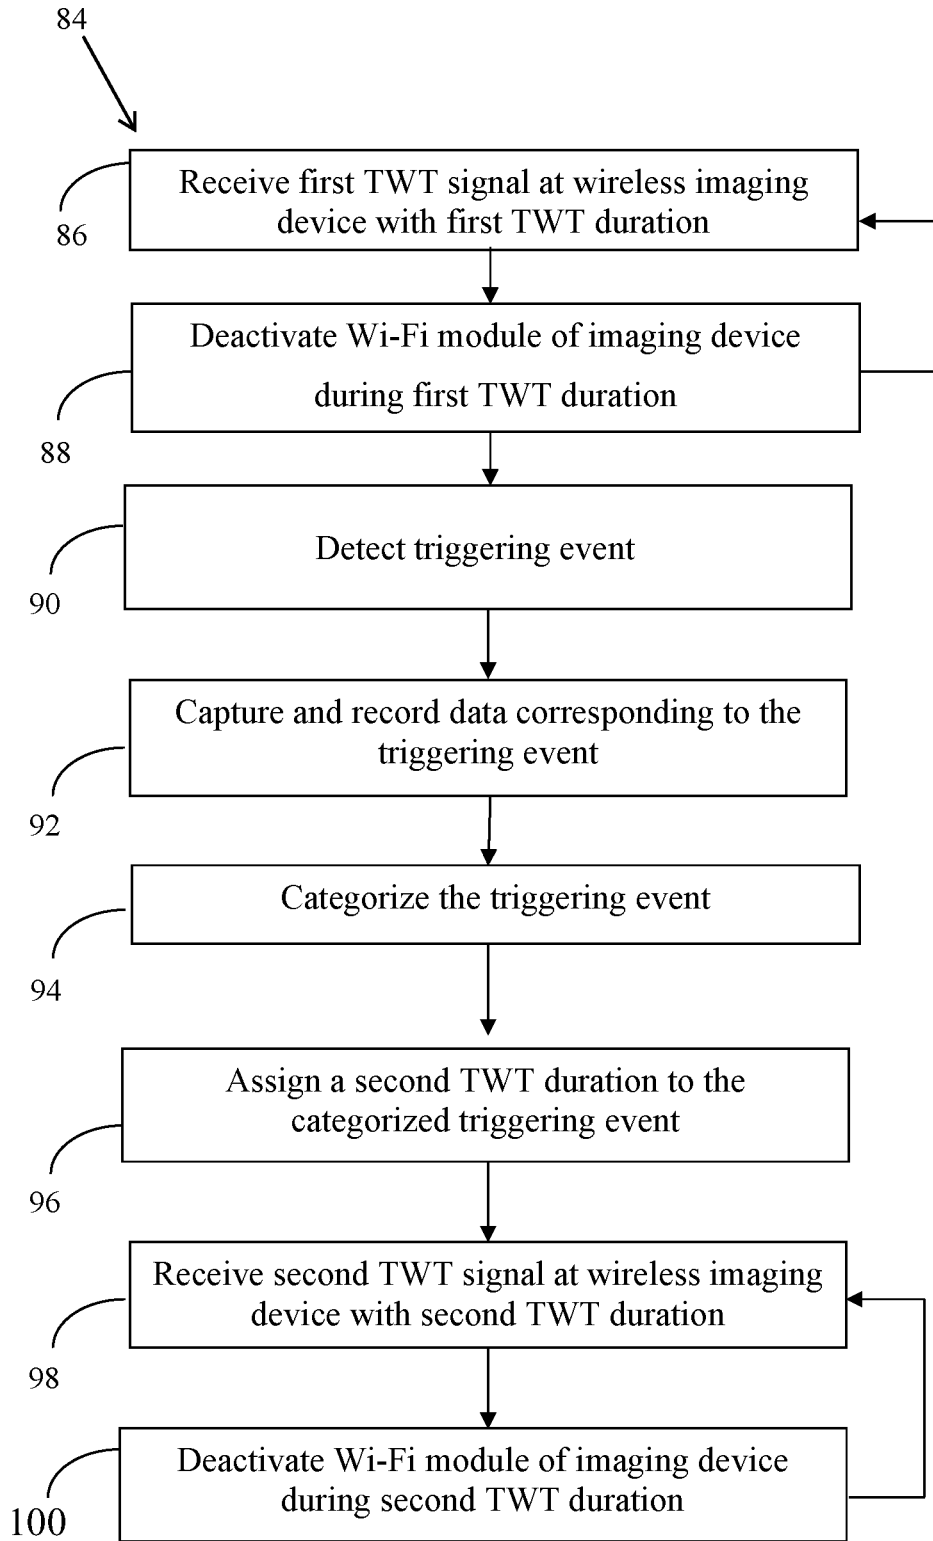 84
Receive first TWT signal at wireless imaging
device with first TWT duration
86
Deactivate Wi-Fi module of imaging device
during first TWT duration
88
Detect triggering event
90
Capture and record data corresponding to the
triggering event
92
Categorize the triggering event
94
Assign a second TWT duration to the
categorized triggering event
96
Receive second TWT signal at wireless imaging
device with second TWT duration
98
Deactivate Wi-Fi module of imaging device
during second TWT duration
100